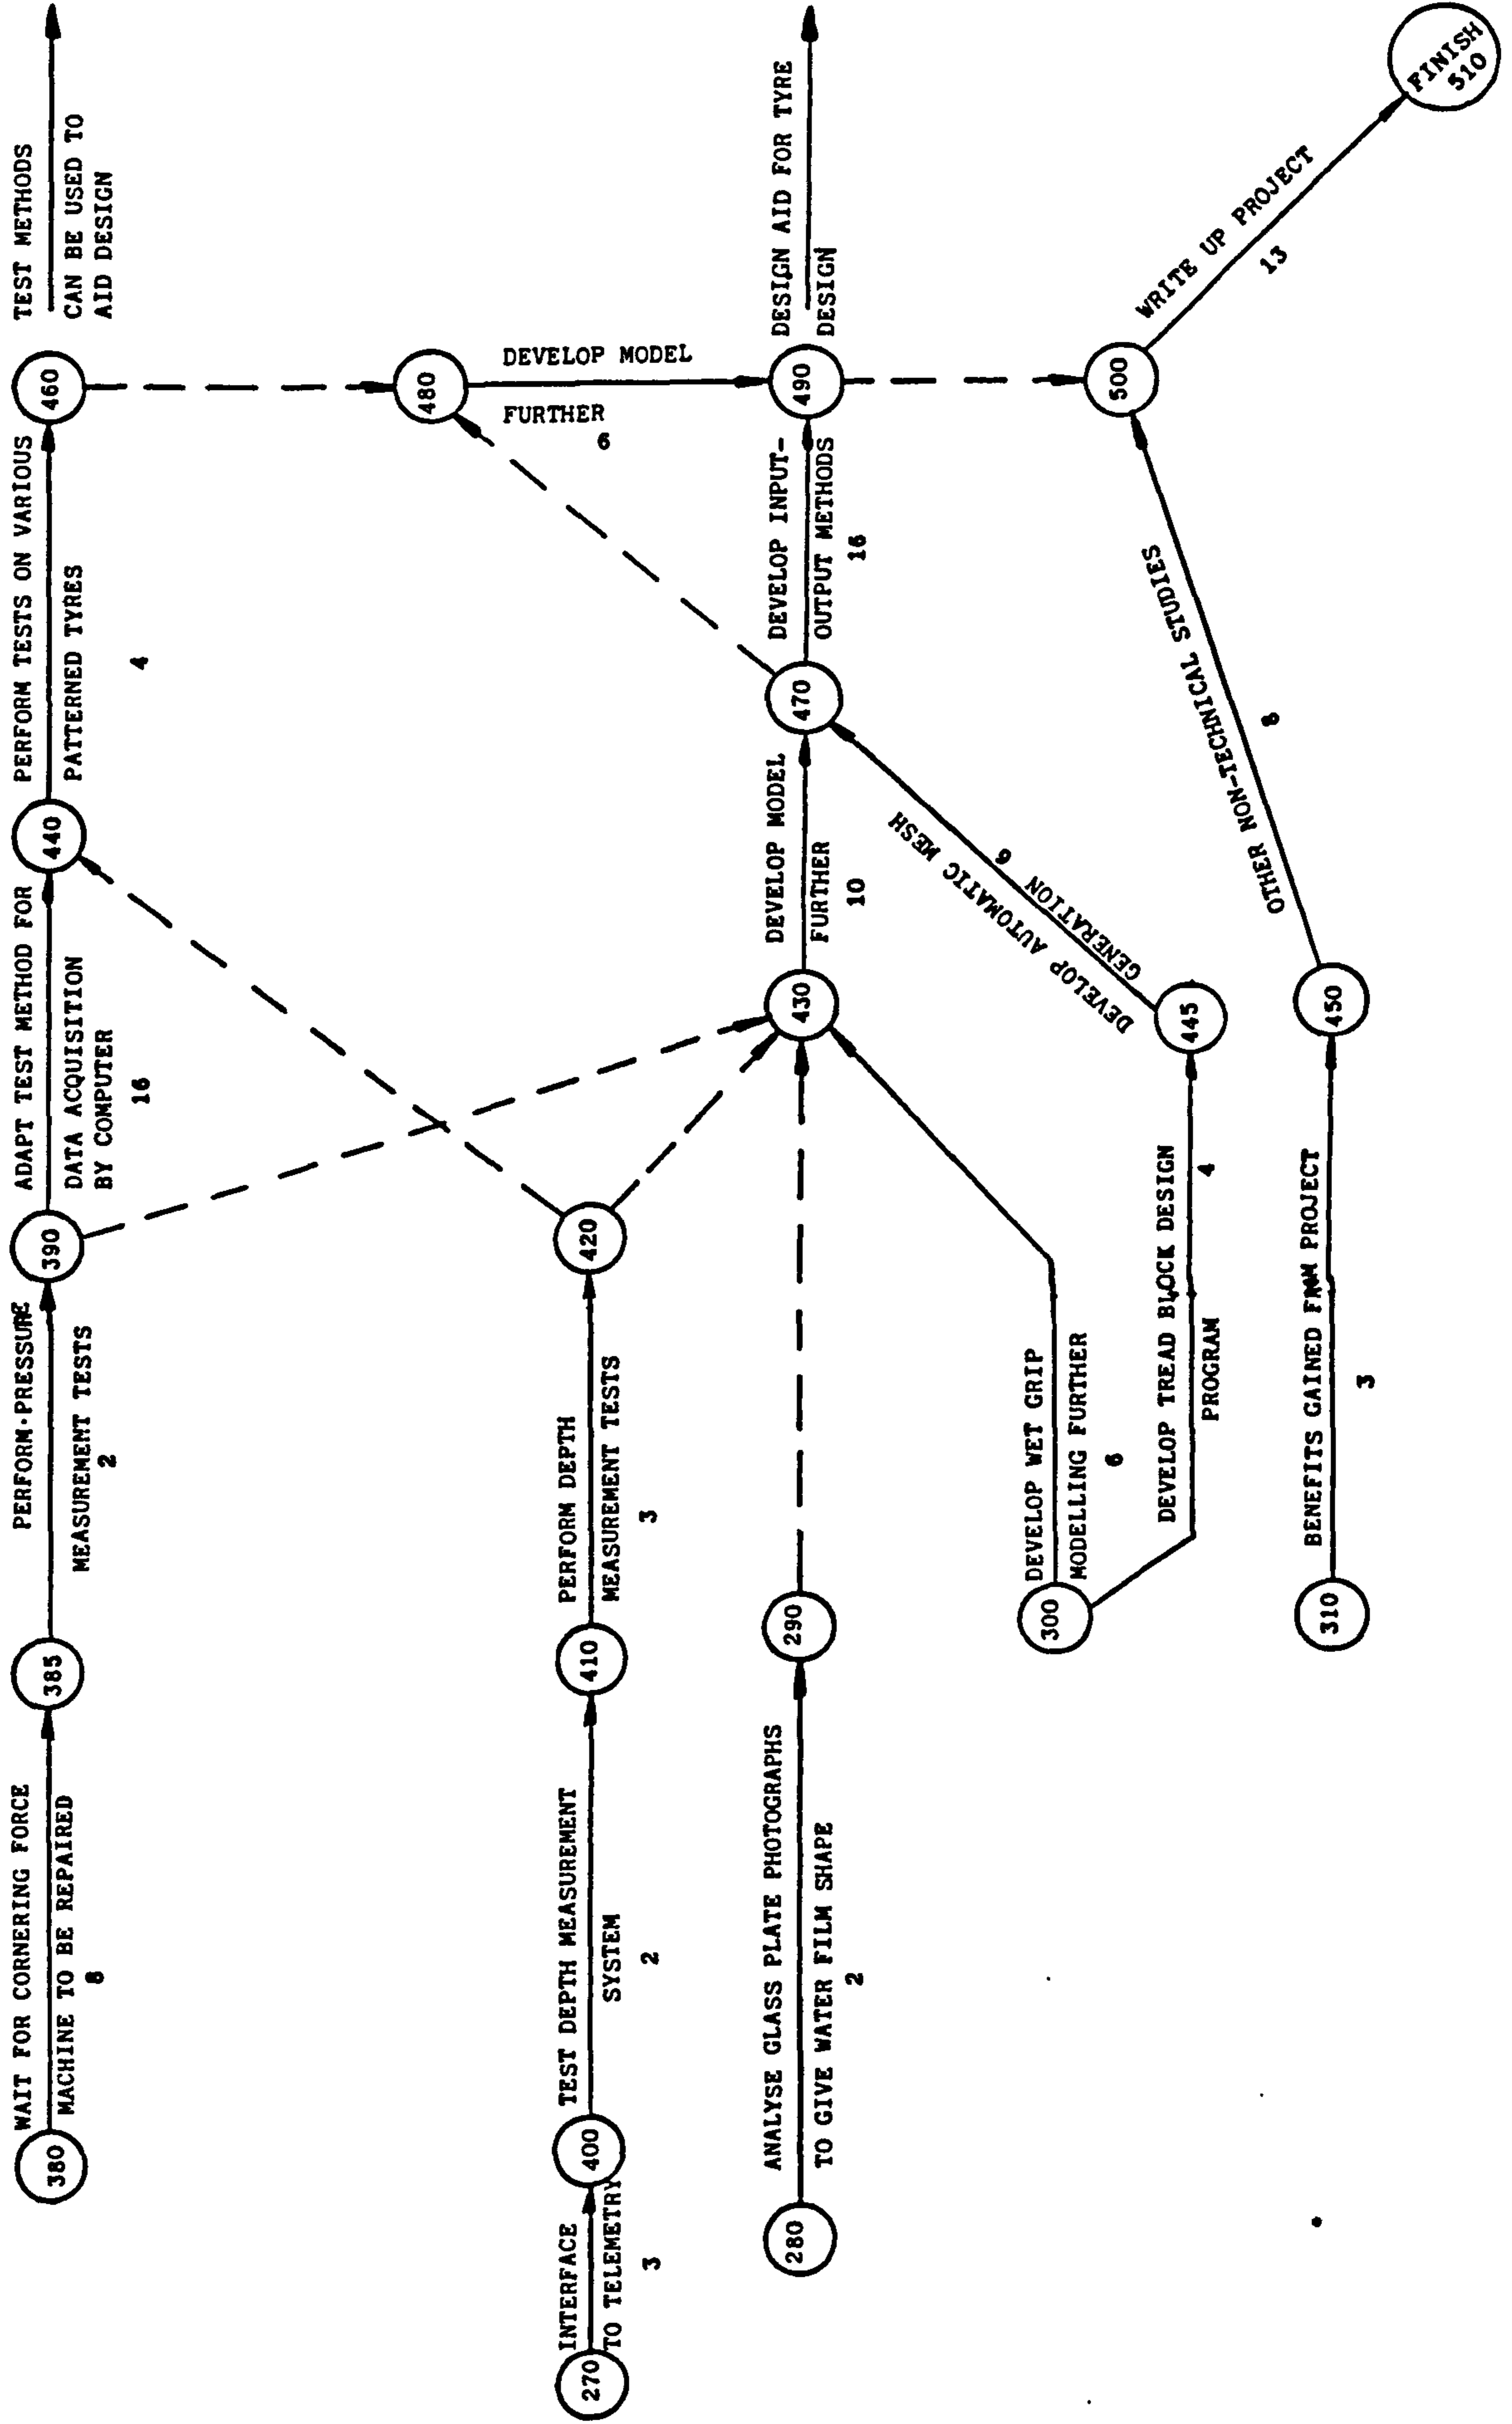 WAIT FOR CORNERING FORCE
MACHINE TO BE REPAIRED
8
380
385
PERFORM·PRESSURE
MEASUREMENT TESTS
2
390
ADAPT TEST METHOD FOR
DATA ACQUISITION
BY COMPUTER
16
440
PERFORM TESTS ON VARIOUS
PATTERNED TYRES
4
460
TEST METHODS
CAN BE USED TO
AID DESIGN
480
DEVELOP MODEL
FURTHER
6
270
INTERFACE
TO TELEMETRY
3
400
TEST DEPTH MEASUREMENT
SYSTEM
2
410
PERFORM DEPTH
MEASUREMENT TESTS
3
420
280
ANALYSE GLASS PLATE PHOTOGRAPHS
TO GIVE WATER FILM SHAPE
2
290
430
DEVELOP MODEL
FURTHER
10
470
DEVELOP INPUT-
OUTPUT METHODS
16
490
DESIGN AID FOR TYRE
DESIGN
300
DEVELOP WET GRIP
MODELLING FURTHER
6
DEVELOP TREAD BLOCK DESIGN
PROGRAM
4
445
DEVELOP AUTOMATIC MESH
GENERATION
6
310
BENEFITS GAINED FROM PROJECT
3
450
OTHER NON-TECHNICAL STUDIES
8
500
WRITE UP PROJECT
13
FINISH
510